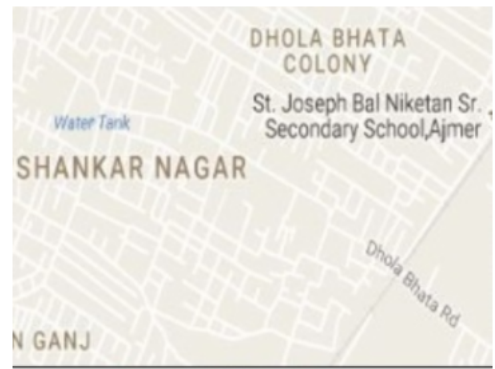 DHOLA BHATA
COLONY
St. Joseph Bal Niketan Sr.
Secondary School,Ajmer
Water Tank
SHANKAR NAGAR
Dhola Bhata Rd
N GANJ